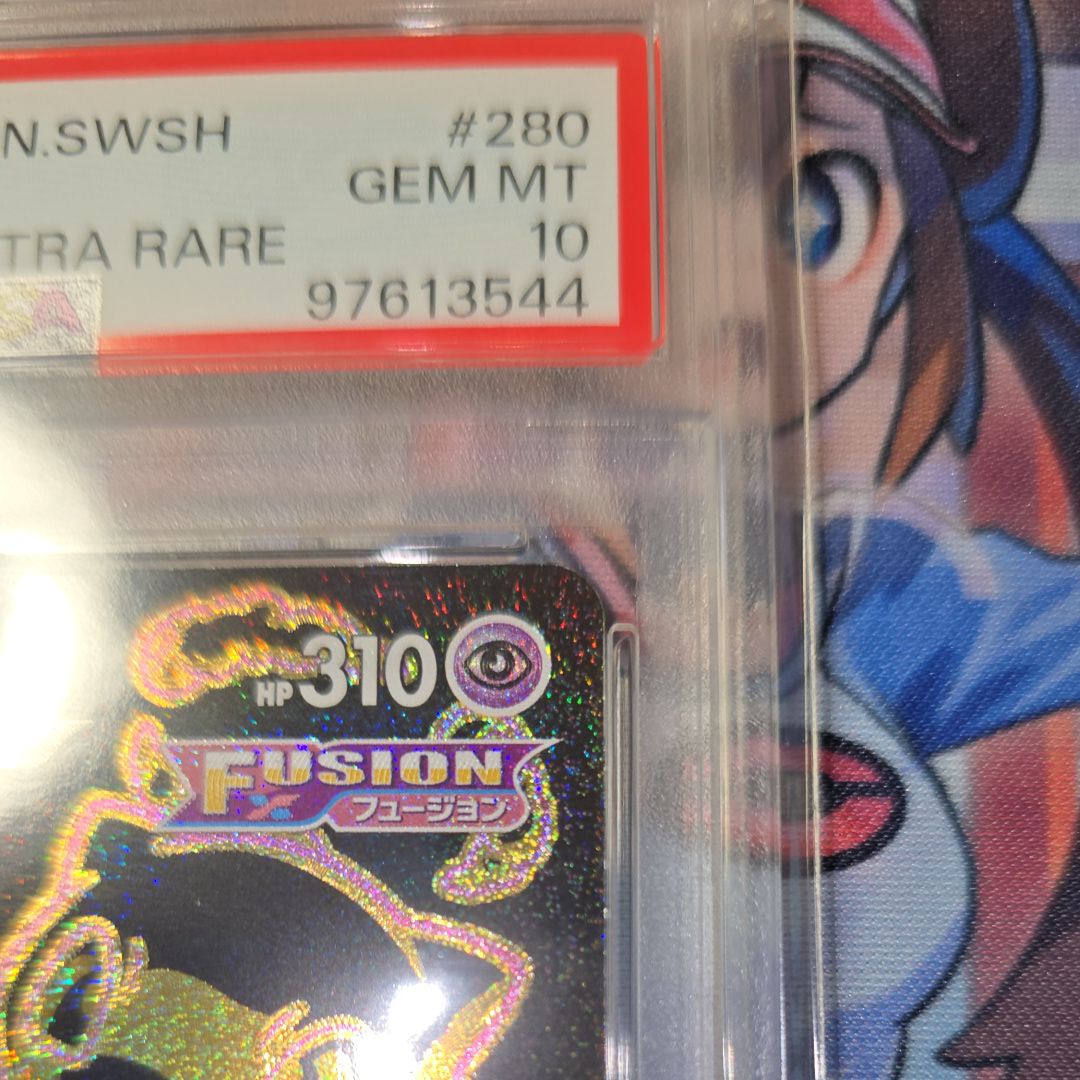 N.SWSH #280
GEM MT
TRA RARE 10
97613544
HP 310
FUSION
フュージョン